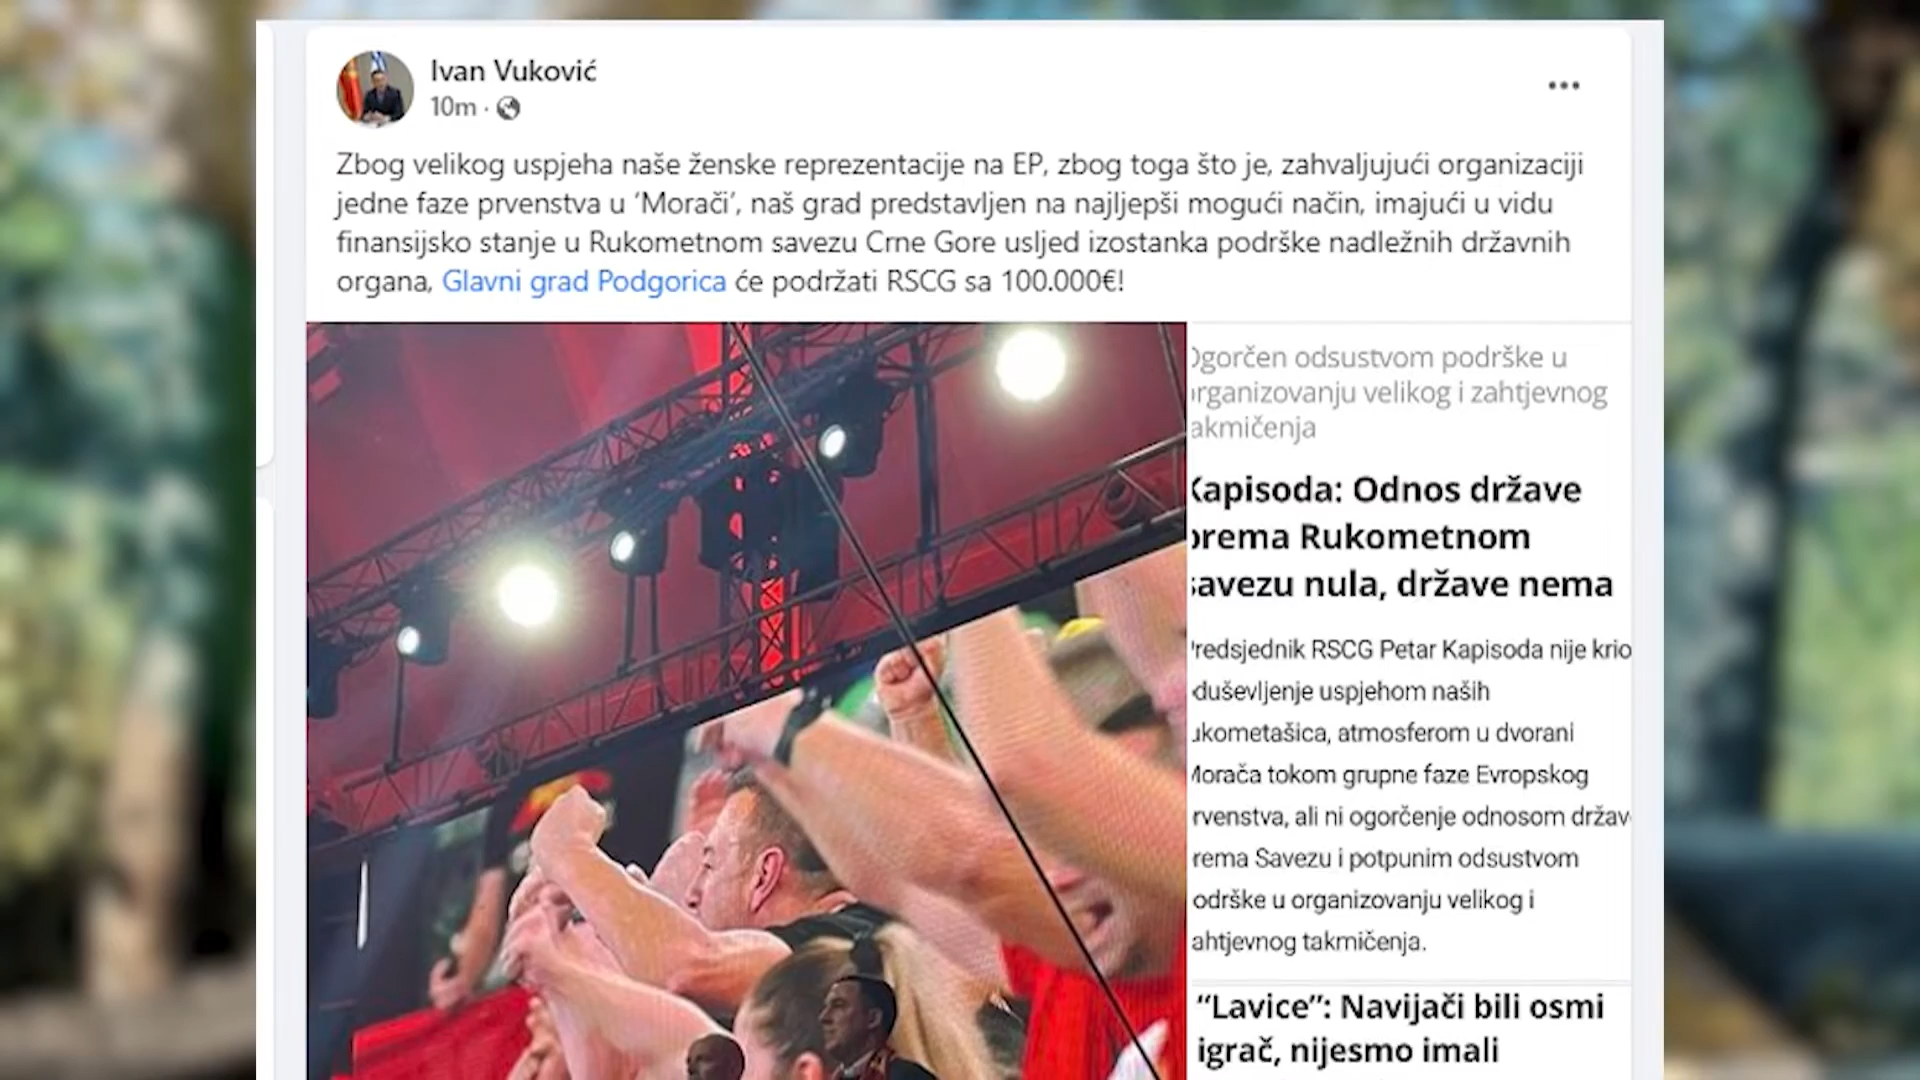 Ivan Vuković
10m ·
Zbog velikog uspjeha naše ženske reprezentacije na EP, zbog toga što je, zahvaljujući organizaciji
jedne faze prvenstva u ‘Morači’, naš grad predstavljen na najljepši mogući način, imajući u vidu
finansijsko stanje u Rukometnom savezu Crne Gore usljed izostanka podrške nadležnih državnih
organa, Glavni grad Podgorica će podržati RSCG sa 100.000€!
Ogorčen odsustvom podrške u
organizovanju velikog i zahtjevnog
akmičenja
Kapisoda: Odnos države
prema Rukometnom
savezu nula, države nema
Predsjednik RSCG Petar Kapisoda nije krio
duševljenje uspjehom naših
ukometašica, atmosferom u dvorani
Morača tokom grupne faze Evropskog
rvenstva, ali ni ogorčenje odnosom držav
rema Savezu i potpunim odsustvom
odrške u organizovanju velikog i
ahtjevnog takmičenja.
“Lavice”: Navijači bili osmi
igrač, nijesmo imali